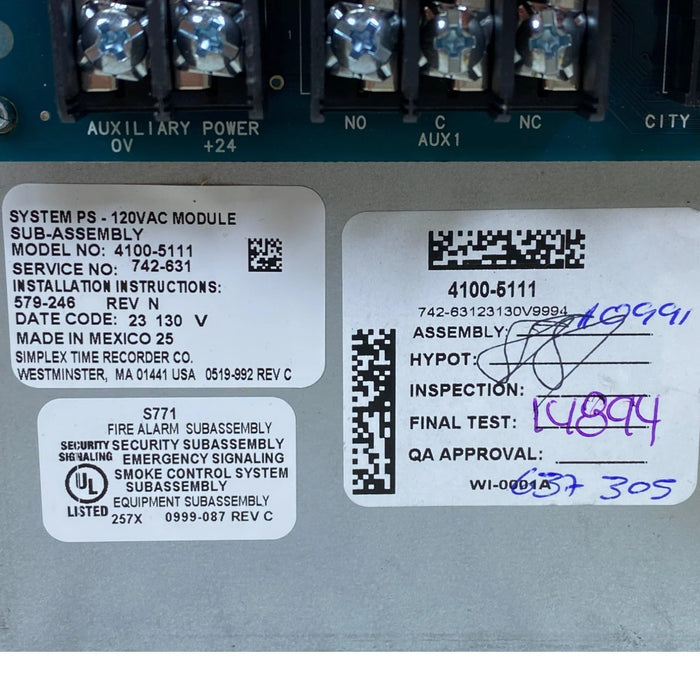 AUXILIARY POWER
0V +24
NO C NC
AUX1
CITY
SYSTEM PS - 120VAC MODULE
SUB-ASSEMBLY
MODEL NO: 4100-5111
SERVICE NO: 742-631
INSTALLATION INSTRUCTIONS:
579-246 REV N
DATE CODE: 23 130 V
MADE IN MEXICO 25
SIMPLEX TIME RECORDER CO.
WESTMINSTER, MA 01441 USA 0519-992 REV C
S771
FIRE ALARM SUBASSEMBLY
SECURITY SUBASSEMBLY
EMERGENCY SIGNALING
SMOKE CONTROL SYSTEM
SUBASSEMBLY
EQUIPMENT SUBASSEMBLY
257X 0999-087 REV C
SECURITY
SIGNALING
UL
LISTED
4100-5111
742-63123130V9994
ASSEMBLY:
HYPOT:
INSPECTION:
FINAL TEST: 14894
QA APPROVAL:
WI-0001A
637 305